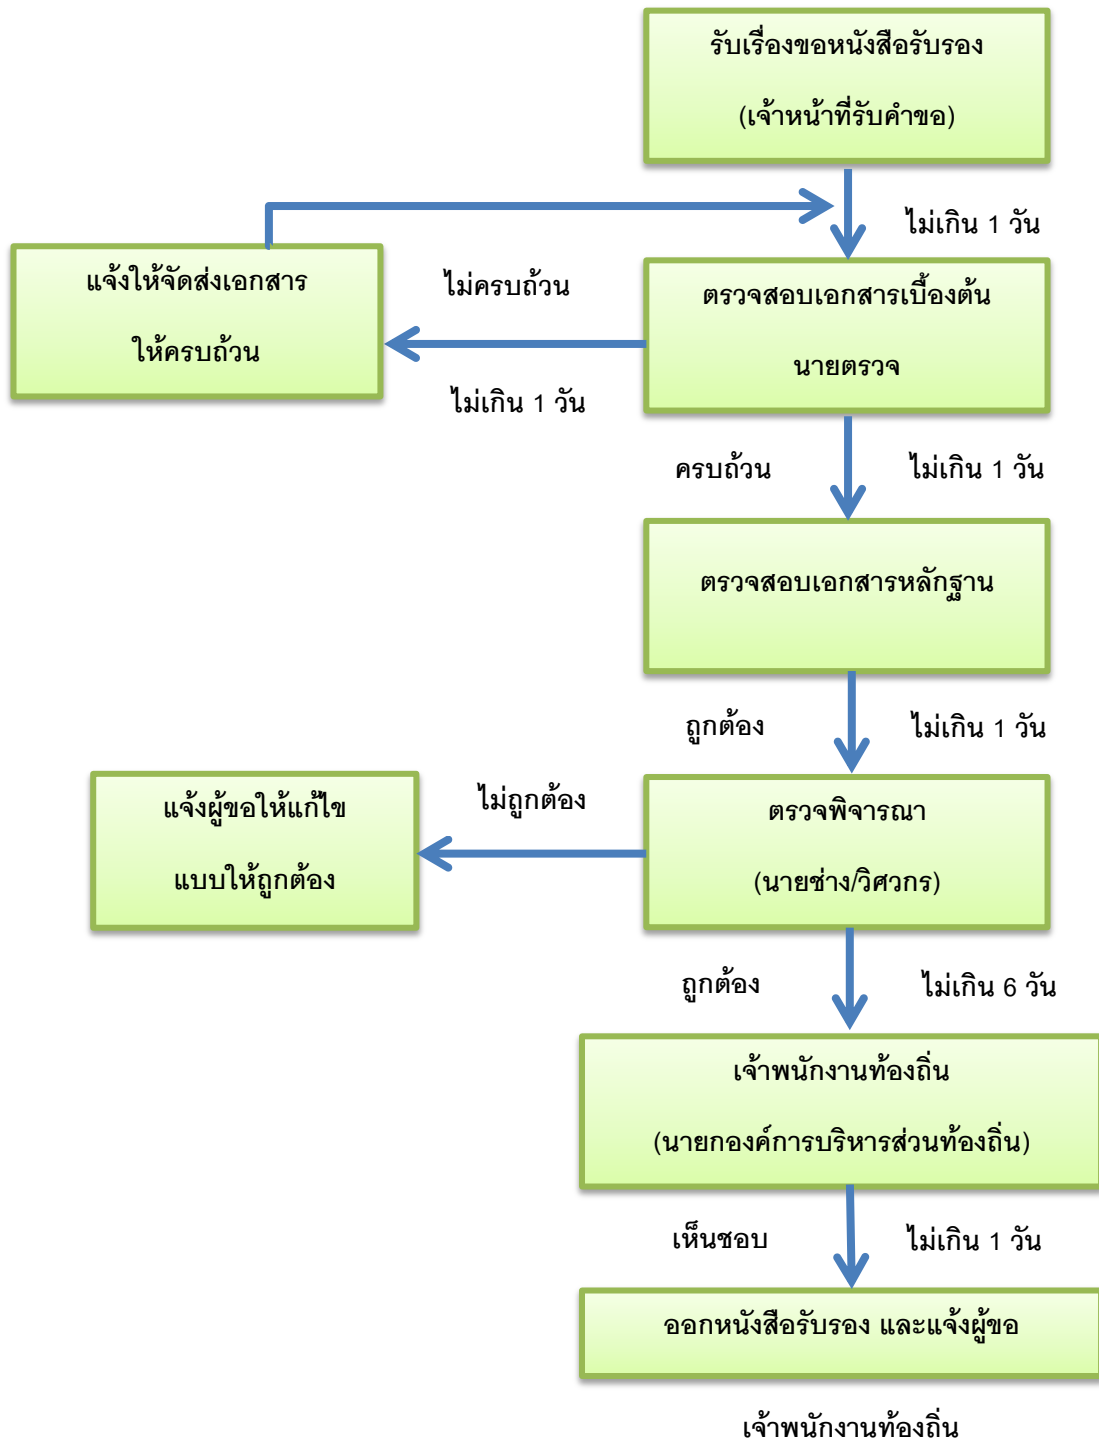 รับเรื่องขอหนังสือรับรอง
(เจ้าหน้าที่รับคำขอ)
ไม่เกิน 1 วัน
แจ้งให้จัดส่งเอกสาร
ให้ครบถ้วน
ไม่ครบถ้วน
ไม่เกิน 1 วัน
ตรวจสอบเอกสารเบื้องต้น
นายตรวจ
ครบถ้วน
ไม่เกิน 1 วัน
ตรวจสอบเอกสารหลักฐาน
ถูกต้อง
ไม่เกิน 1 วัน
แจ้งผู้ขอให้แก้ไข
แบบให้ถูกต้อง
ไม่ถูกต้อง
ตรวจพิจารณา
(นายช่าง/วิศวกร)
ถูกต้อง
ไม่เกิน 6 วัน
เจ้าพนักงานท้องถิ่น
(นายกองค์การบริหารส่วนท้องถิ่น)
เห็นชอบ
ไม่เกิน 1 วัน
ออกหนังสือรับรอง และแจ้งผู้ขอ
เจ้าพนักงานท้องถิ่น